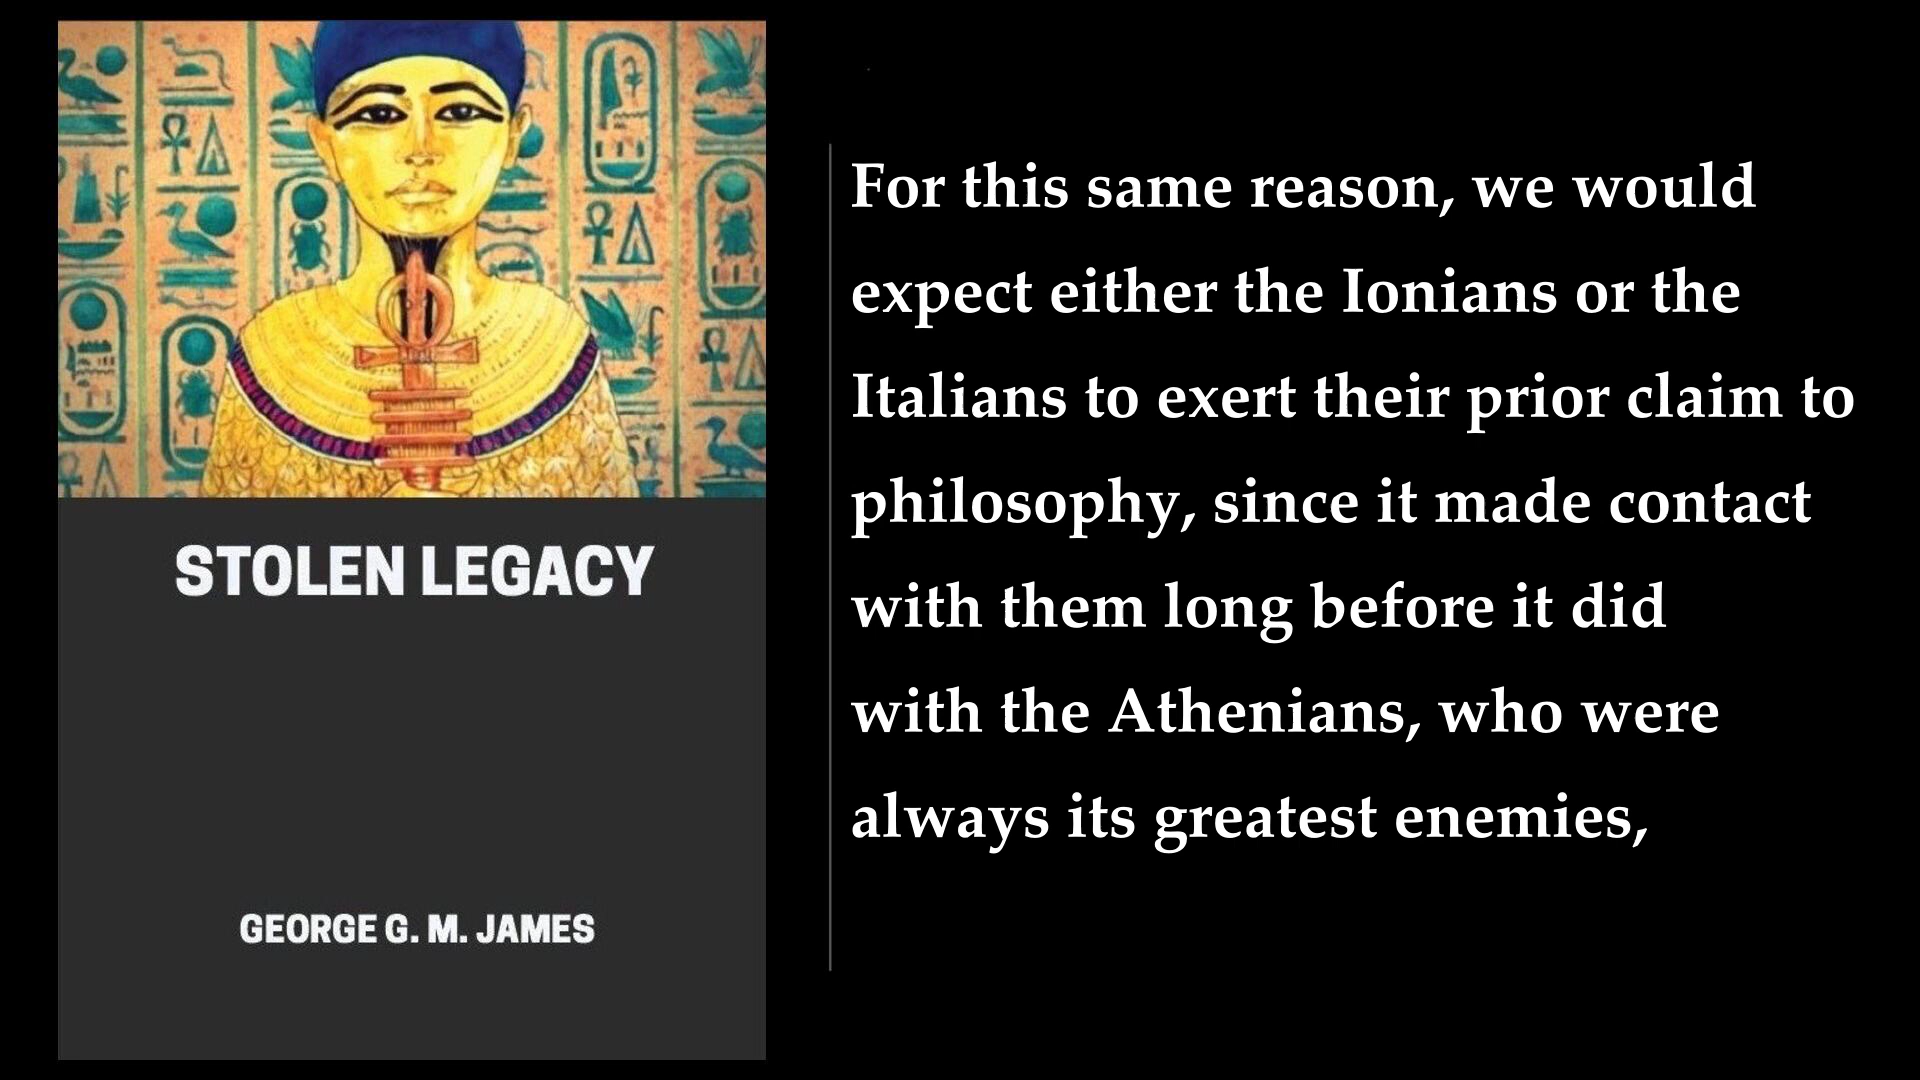 STOLEN LEGACY
GEORGE G. M. JAMES
For this same reason, we would
expect either the Ionians or the
Italians to exert their prior claim to
philosophy, since it made contact
with them long before it did
with the Athenians, who were
always its greatest enemies,